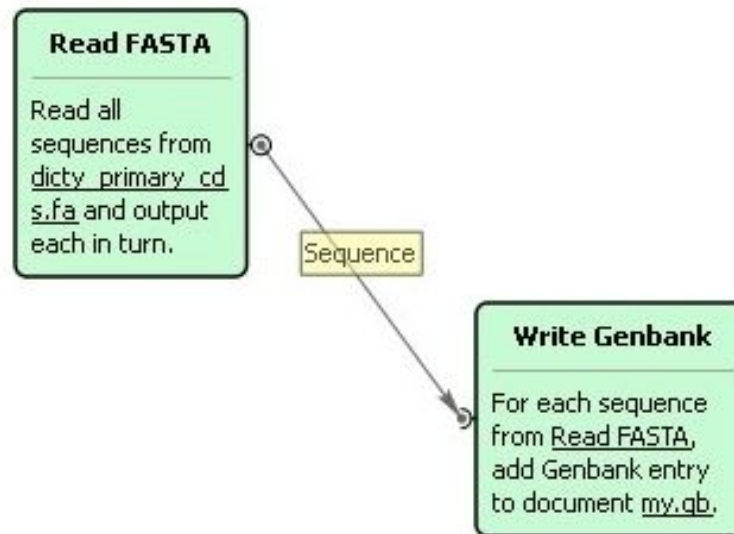 Read FASTA
Read all
sequences from
dicty_primary_cd
s.fa and output
each in turn.
Sequence
Write Genbank
For each sequence
from Read FASTA,
add Genbank entry
to document my.gb.